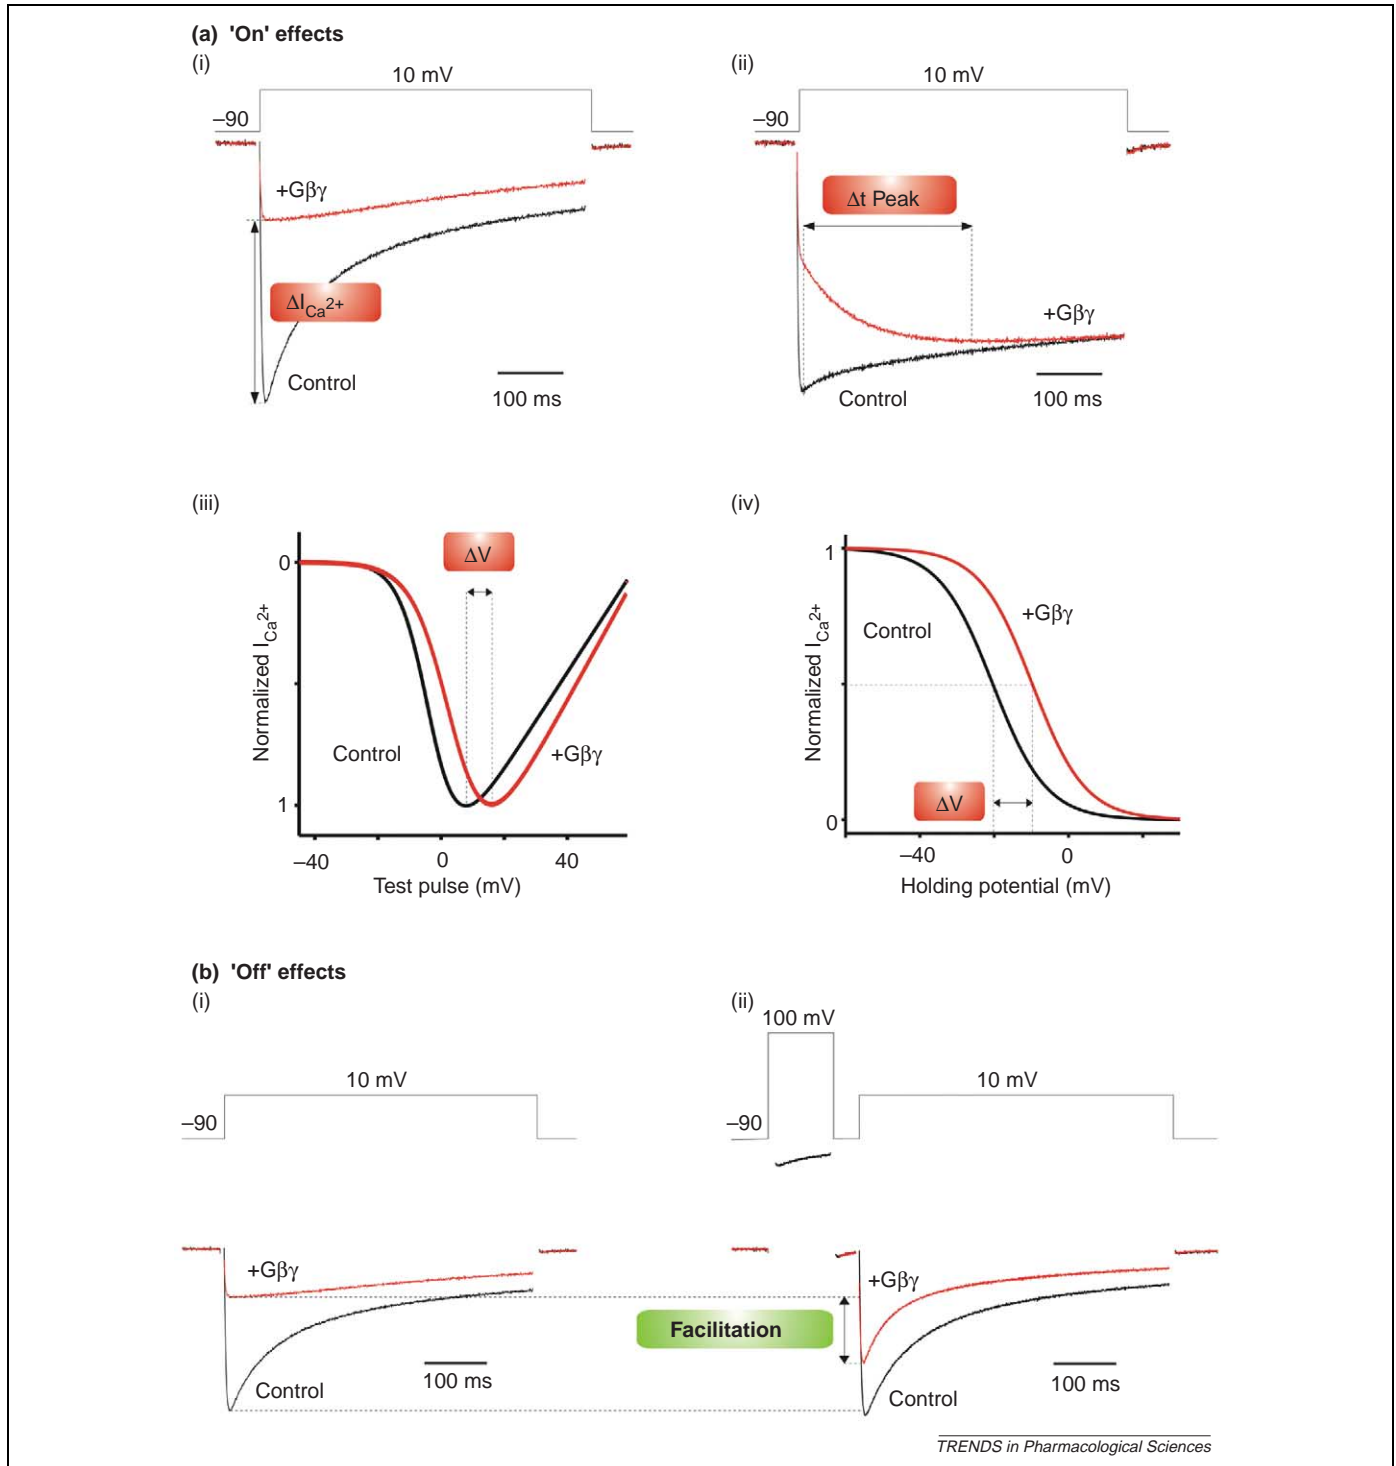 (a) 'On' effects
(i)
10 mV
–90
+Gβγ
ΔI_Ca2+
Control
100 ms
(ii)
10 mV
–90
Δt Peak
+Gβγ
Control
100 ms
(iii)
ΔV
0
Normalized I_Ca2+
Control
+Gβγ
1
–40 0 40
Test pulse (mV)
(iv)
1
+Gβγ
Control
Normalized I_Ca2+
ΔV
0
–40 0
Holding potential (mV)
(b) 'Off' effects
(i)
10 mV
–90
+Gβγ
Control
100 ms
(ii)
100 mV
10 mV
–90
+Gβγ
Facilitation
Control
100 ms
TRENDS in Pharmacological Sciences